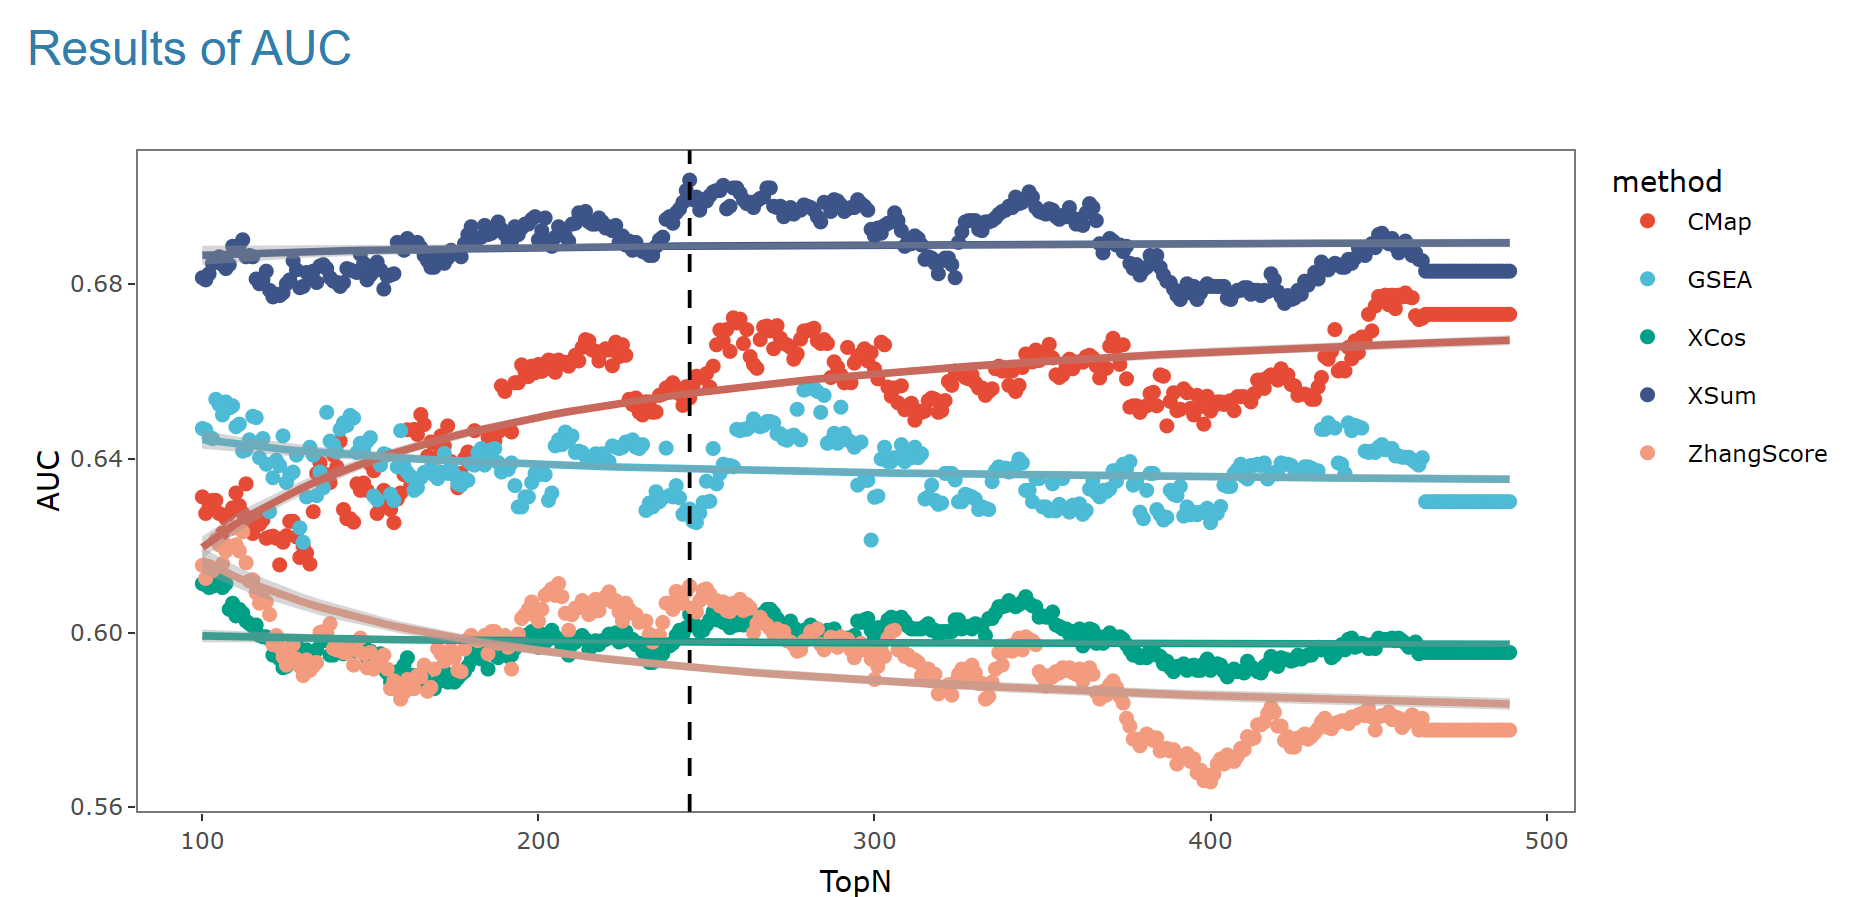 Results of AUC
method
CMap
GSEA
XCos
XSum
ZhangScore
AUC
0.68
0.64
0.60
0.56
100 200 300 400 500
TopN